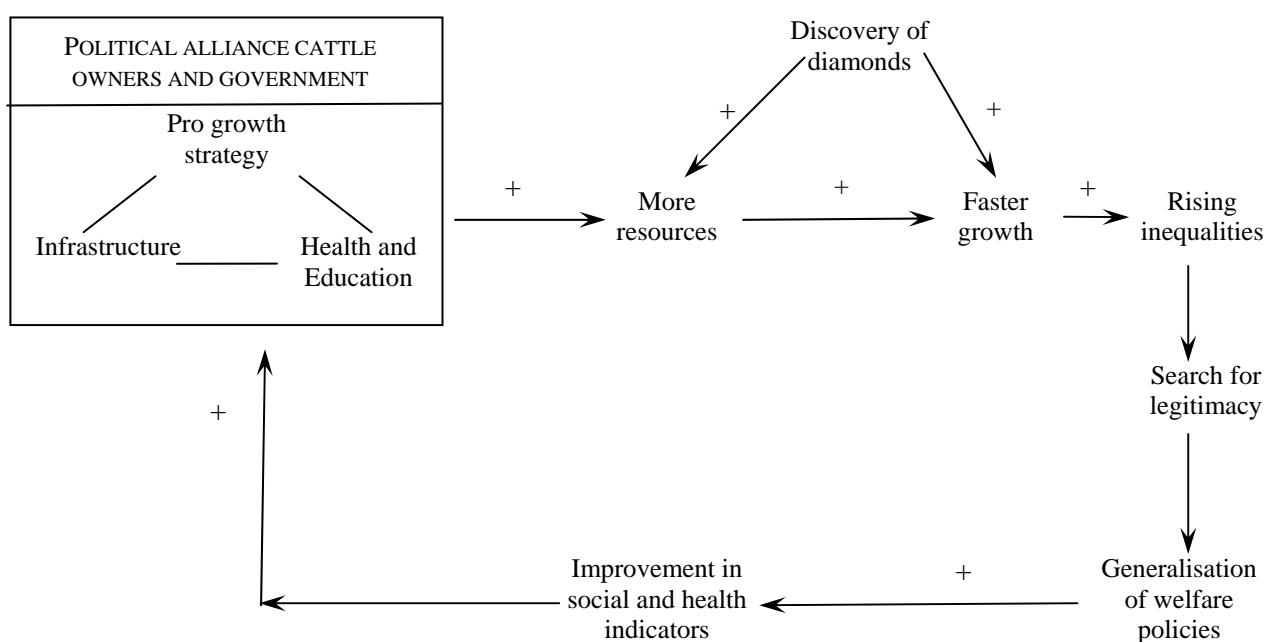 POLITICAL ALLIANCE CATTLE
OWNERS AND GOVERNMENT
Pro growth
strategy
Infrastructure
Health and
Education
+
More
resources
Discovery of
diamonds
+
+
+
Faster
growth
+
Rising
inequalities
Search for
legitimacy
Generalisation
of welfare
policies
+
Improvement in
social and health
indicators
+